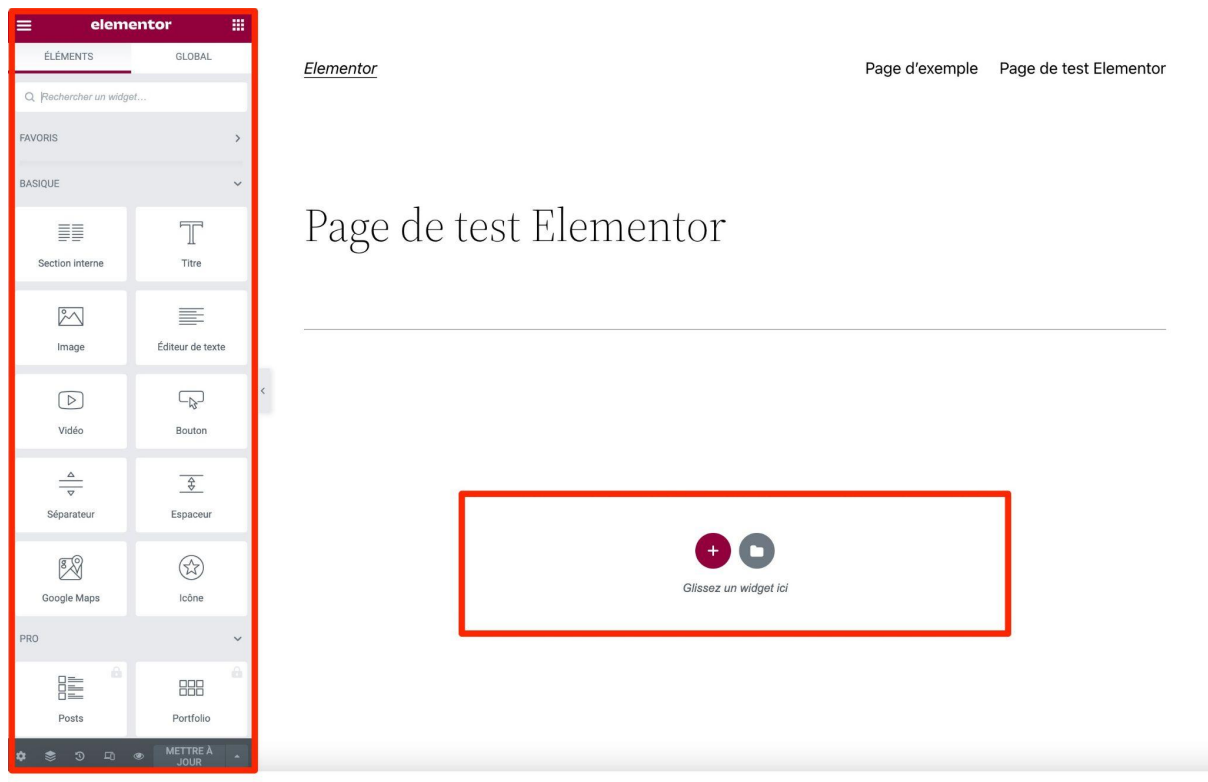 elementor
ÉLÉMENTS GLOBAL
Rechercher un widget...
FAVORIS
BASIQUE
Section interne Titre
Image Éditeur de texte
Vidéo Bouton
Séparateur Espaceur
Google Maps Icône
PRO
Posts Portfolio
METTRE À
JOUR
Elementor Page d'exemple Page de test Elementor
Page de test Elementor
Glissez un widget ici